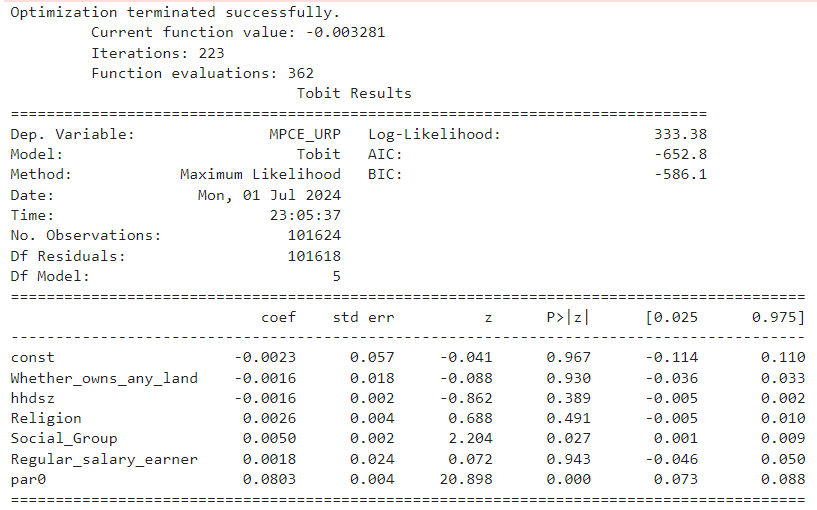 Optimization terminated successfully.
         Current function value: -0.003281
         Iterations: 223
         Function evaluations: 362
                                Tobit Results
==============================================================================
Dep. Variable:               MPCE_URP   Log-Likelihood:                 333.38
Model:                          Tobit   AIC:                            -652.8
Method:            Maximum Likelihood   BIC:                            -586.1
Date:                Mon, 01 Jul 2024
Time:                        23:05:37
No. Observations:              101624
Df Residuals:                  101618
Df Model:                           5
=========================================================================================
                            coef    std err          z      P>|z|      [0.025      0.975]
-----------------------------------------------------------------------------------------
const                    -0.0023      0.057     -0.041      0.967      -0.114       0.110
Whether_owns_any_land    -0.0016      0.018     -0.088      0.930      -0.036       0.033
hhdsz                    -0.0016      0.002     -0.862      0.389      -0.005       0.002
Religion                  0.0026      0.004      0.688      0.491      -0.005       0.010
Social_Group              0.0050      0.002      2.204      0.027       0.001       0.009
Regular_salary_earner     0.0018      0.024      0.072      0.943      -0.046       0.050
par0                      0.0803      0.004     20.898      0.000       0.073       0.088
=========================================================================================